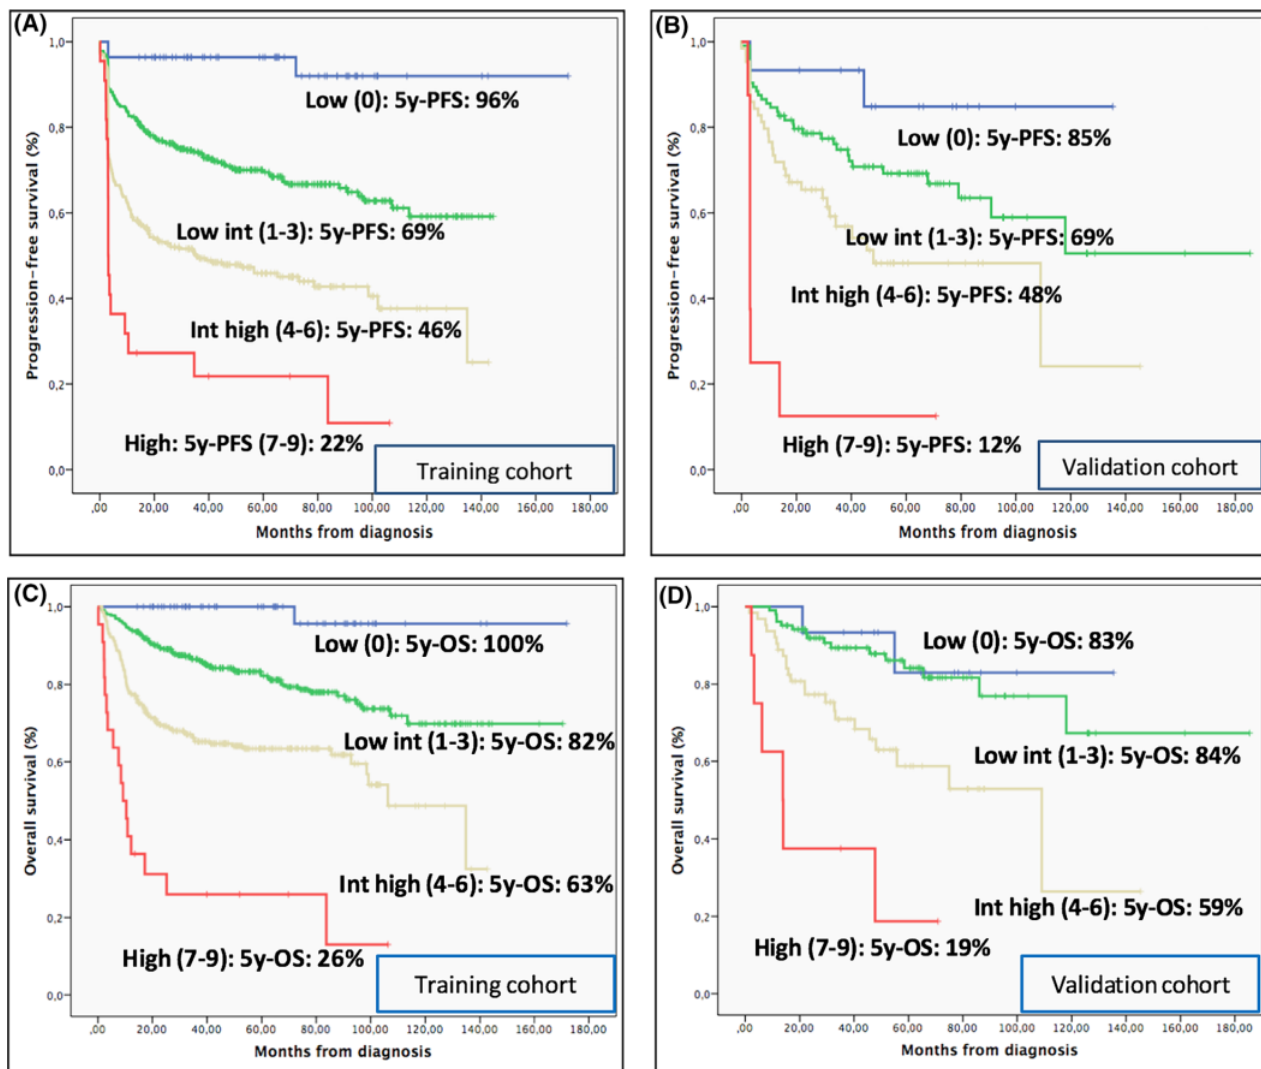 (A)
Progression-free survival (%)
1,0
0,8
0,6
0,4
0,2
0,0
Low (0): 5y-PFS: 96%
Low int (1-3): 5y-PFS: 69%
Int high (4-6): 5y-PFS: 46%
High: 5y-PFS (7-9): 22%
Training cohort
,00 20,00 40,00 60,00 80,00 100,00 120,00 140,00 160,00 180,00
Months from diagnosis
(B)
Progression-free survival (%)
1,0
0,8
0,6
0,4
0,2
0,0
Low (0): 5y-PFS: 85%
Low int (1-3): 5y-PFS: 69%
Int high (4-6): 5y-PFS: 48%
High (7-9): 5y-PFS: 12%
Validation cohort
,00 20,00 40,00 60,00 80,00 100,00 120,00 140,00 160,00 180,00
Months from diagnosis
(C)
Overall survival (%)
1,0
0,8
0,6
0,4
0,2
0,0
Low (0): 5y-OS: 100%
Low int (1-3): 5y-OS: 82%
Int high (4-6): 5y-OS: 63%
High (7-9): 5y-OS: 26%
Training cohort
,00 20,00 40,00 60,00 80,00 100,00 120,00 140,00 160,00 180,00
Months from diagnosis
(D)
Overall survival (%)
1,0
0,8
0,6
0,4
0,2
0,0
Low (0): 5y-OS: 83%
Low int (1-3): 5y-OS: 84%
Int high (4-6): 5y-OS: 59%
High (7-9): 5y-OS: 19%
Validation cohort
,00 20,00 40,00 60,00 80,00 100,00 120,00 140,00 160,00 180,00
Months from diagnosis